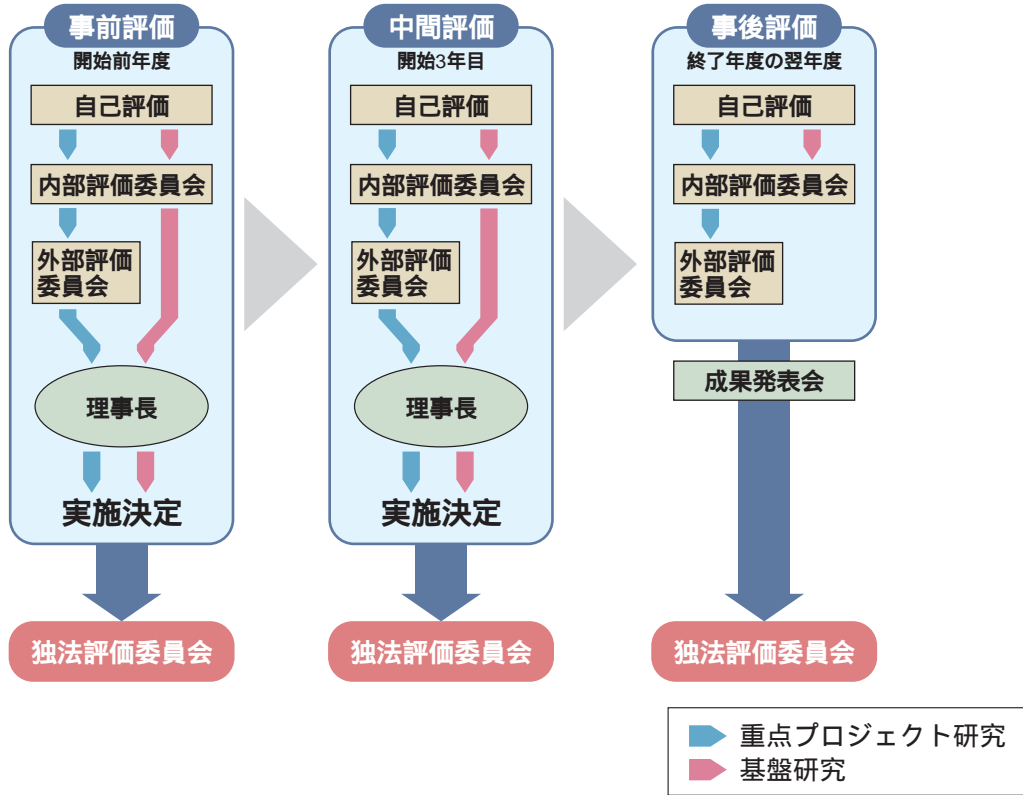 事前評価
開始前年度
自己評価
内部評価委員会
外部評価
委員会
理事長
実施決定
独法評価委員会
中間評価
開始3年目
自己評価
内部評価委員会
外部評価
委員会
理事長
実施決定
独法評価委員会
事後評価
終了年度の翌年度
自己評価
内部評価委員会
外部評価
委員会
成果発表会
独法評価委員会
重点プロジェクト研究
基盤研究